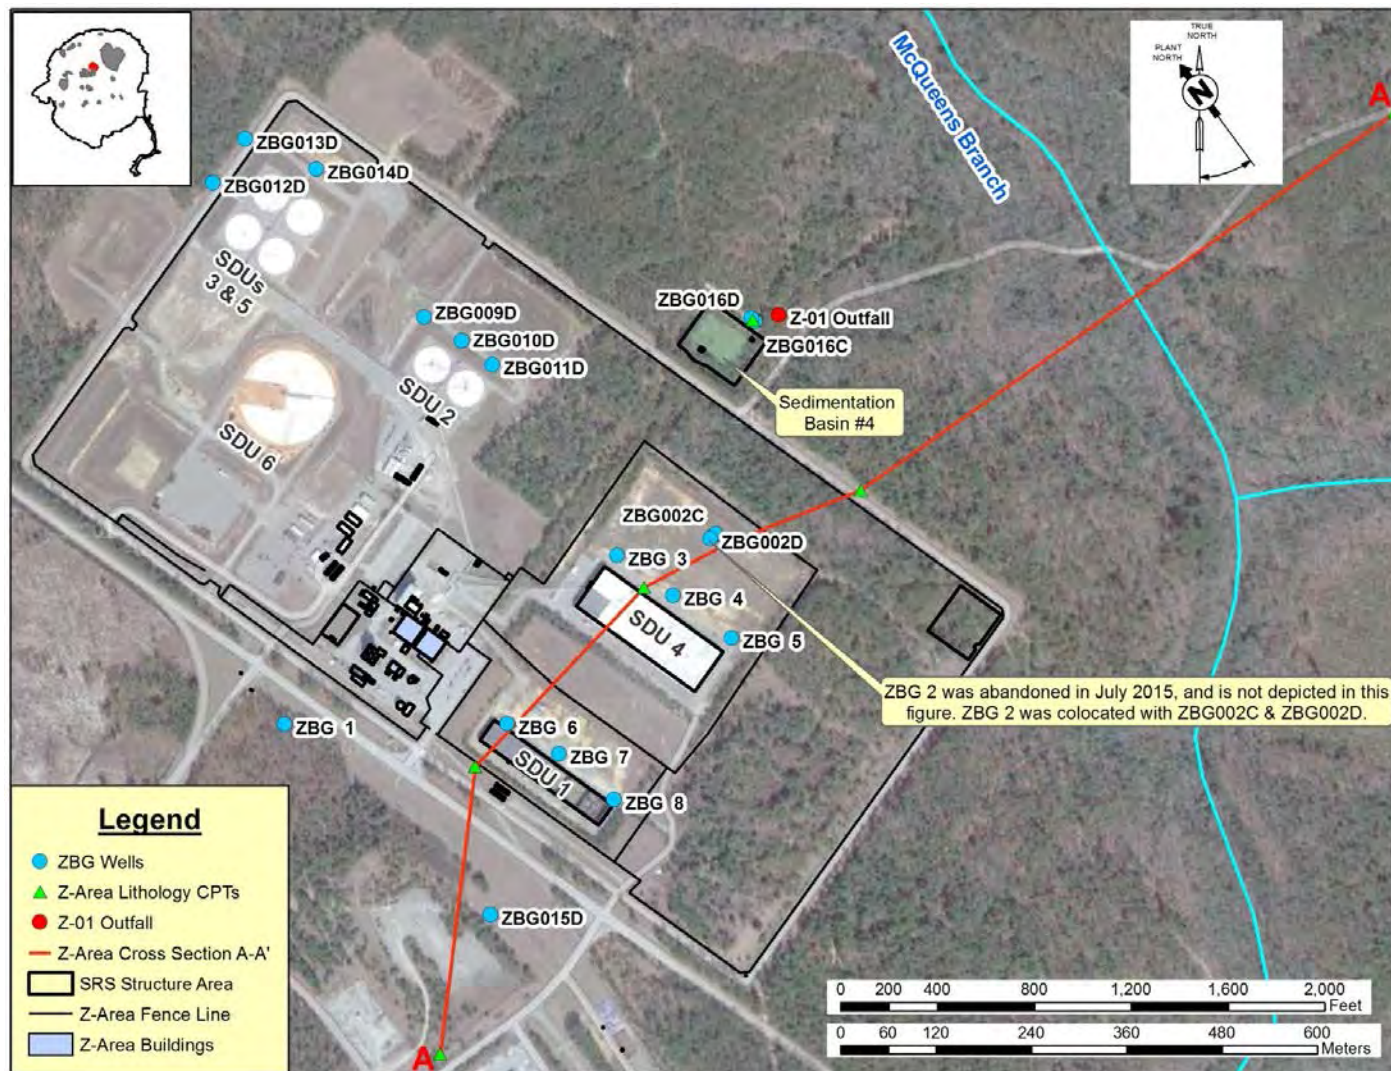 TRUE
NORTH
PLANT
NORTH
N
McQueens Branch
A'
ZBG013D
ZBG014D
ZBG012D
SDUs
3 & 5
ZBG009D
ZBG010D
ZBG011D
SDU 2
SDU 6
ZBG016D
Z-01 Outfall
ZBG016C
Sedimentation
Basin #4
ZBG002C
ZBG002D
ZBG 3
ZBG 4
SDU 4
ZBG 5
ZBG 2 was abandoned in July 2015, and is not depicted in this
figure. ZBG 2 was colocated with ZBG002C & ZBG002D.
ZBG 1
ZBG 6
ZBG 7
SDU 1
ZBG 8
ZBG015D
A
Legend
ZBG Wells
Z-Area Lithology CPTs
Z-01 Outfall
Z-Area Cross Section A-A'
SRS Structure Area
Z-Area Fence Line
Z-Area Buildings
0 200 400 800 1,200 1,600 2,000
Feet
0 60 120 240 360 480 600
Meters